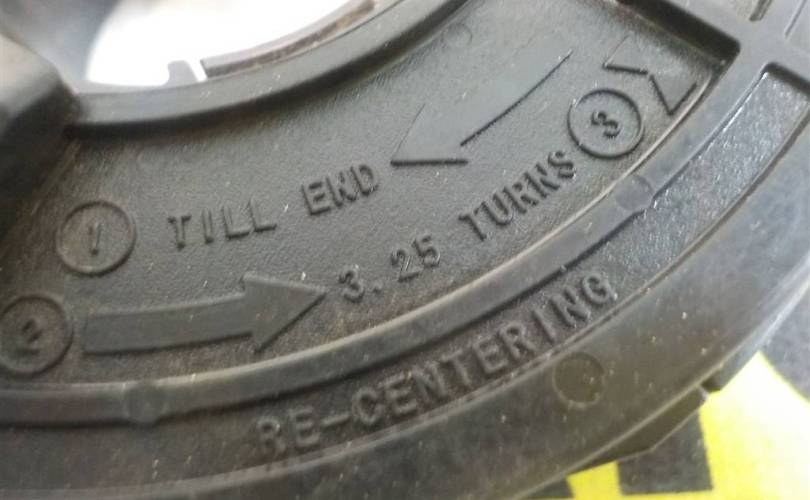 ① TILL END
② 3.25 TURNS ③
RE-CENTERING